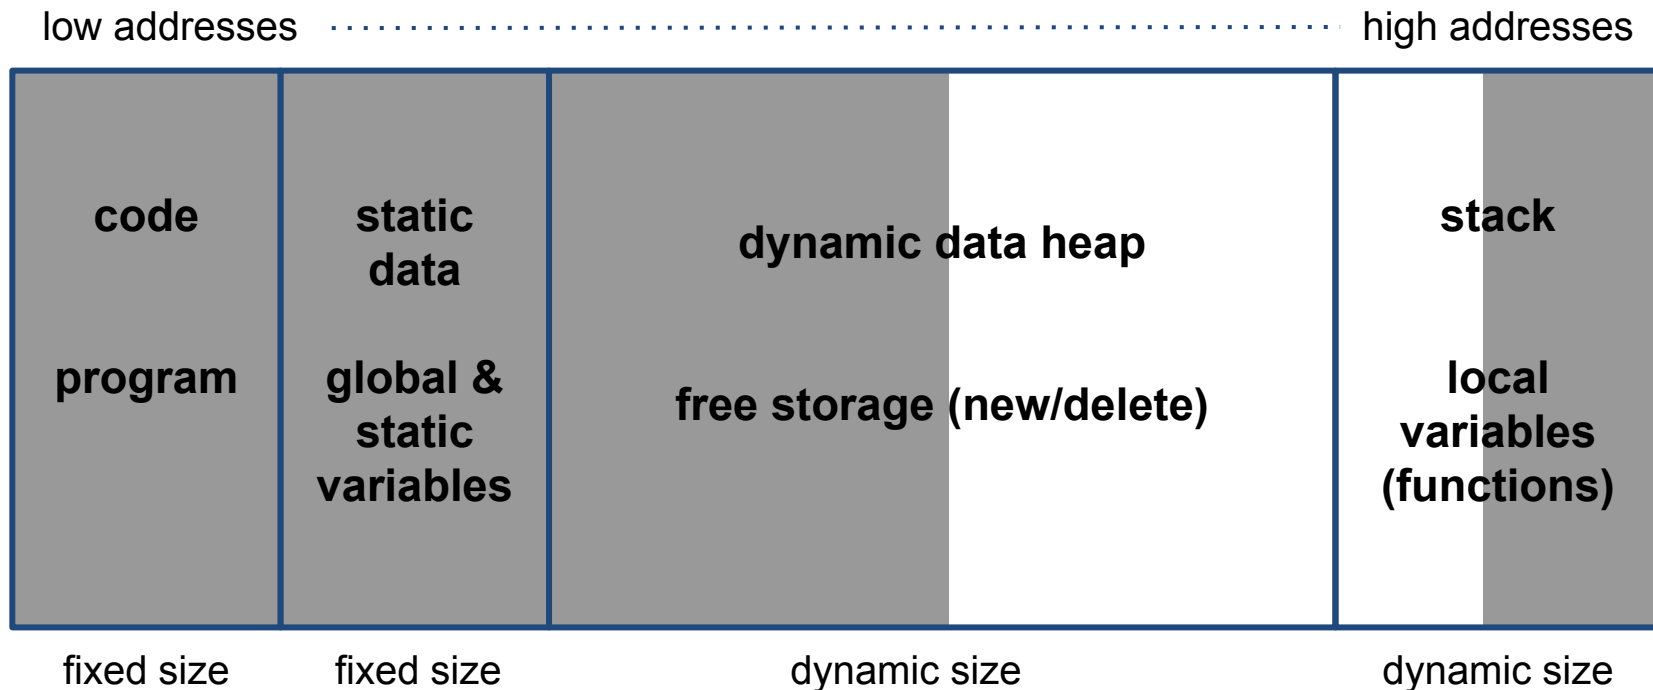 low addresses
high addresses
code
program
static
data
global &
static
variables
dynamic data heap
free storage (new/delete)
stack
local
variables
(functions)
fixed size
fixed size
dynamic size
dynamic size